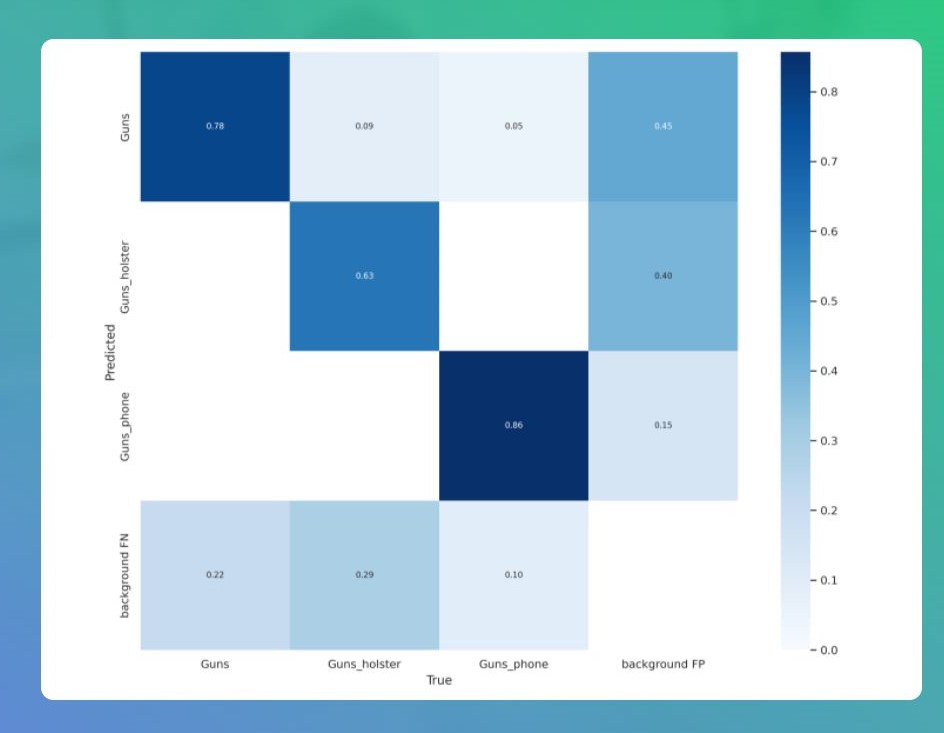 Guns
0.78
0.09
0.05
0.45
0.8
0.7
Guns_holster
0.63
0.40
0.6
0.5
Predicted
Guns_phone
0.86
0.15
0.4
0.3
background FN
0.22
0.29
0.10
0.2
0.1
0.0
Guns
Guns_holster
Guns_phone
background FP
True